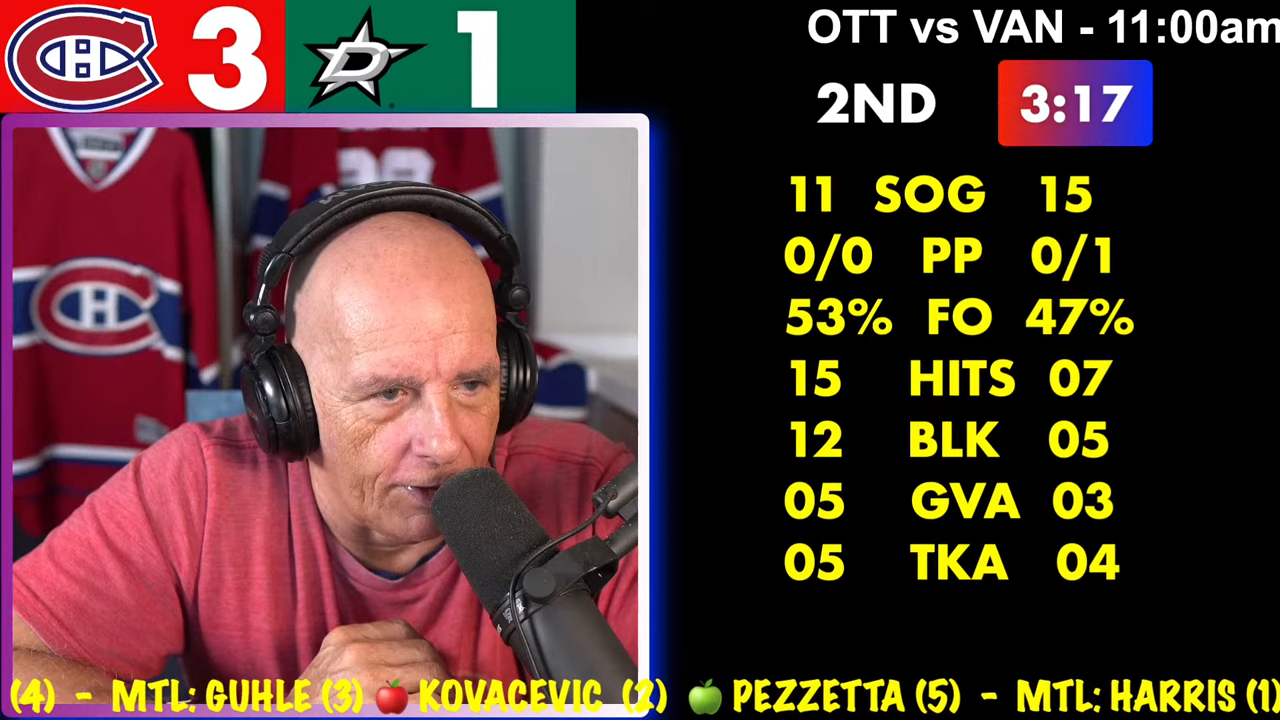 3 1
OTT vs VAN - 11:00am
2ND 3:17
11 SOG 15
0/0 PP 0/1
53% FO 47%
15 HITS 07
12 BLK 05
05 GVA 03
05 TKA 04
(4) - MTL: GUHLE (3) 🍎 KOVACEVIC (2) 🍏 PEZZETTA (5) - MTL: HARRIS (1)